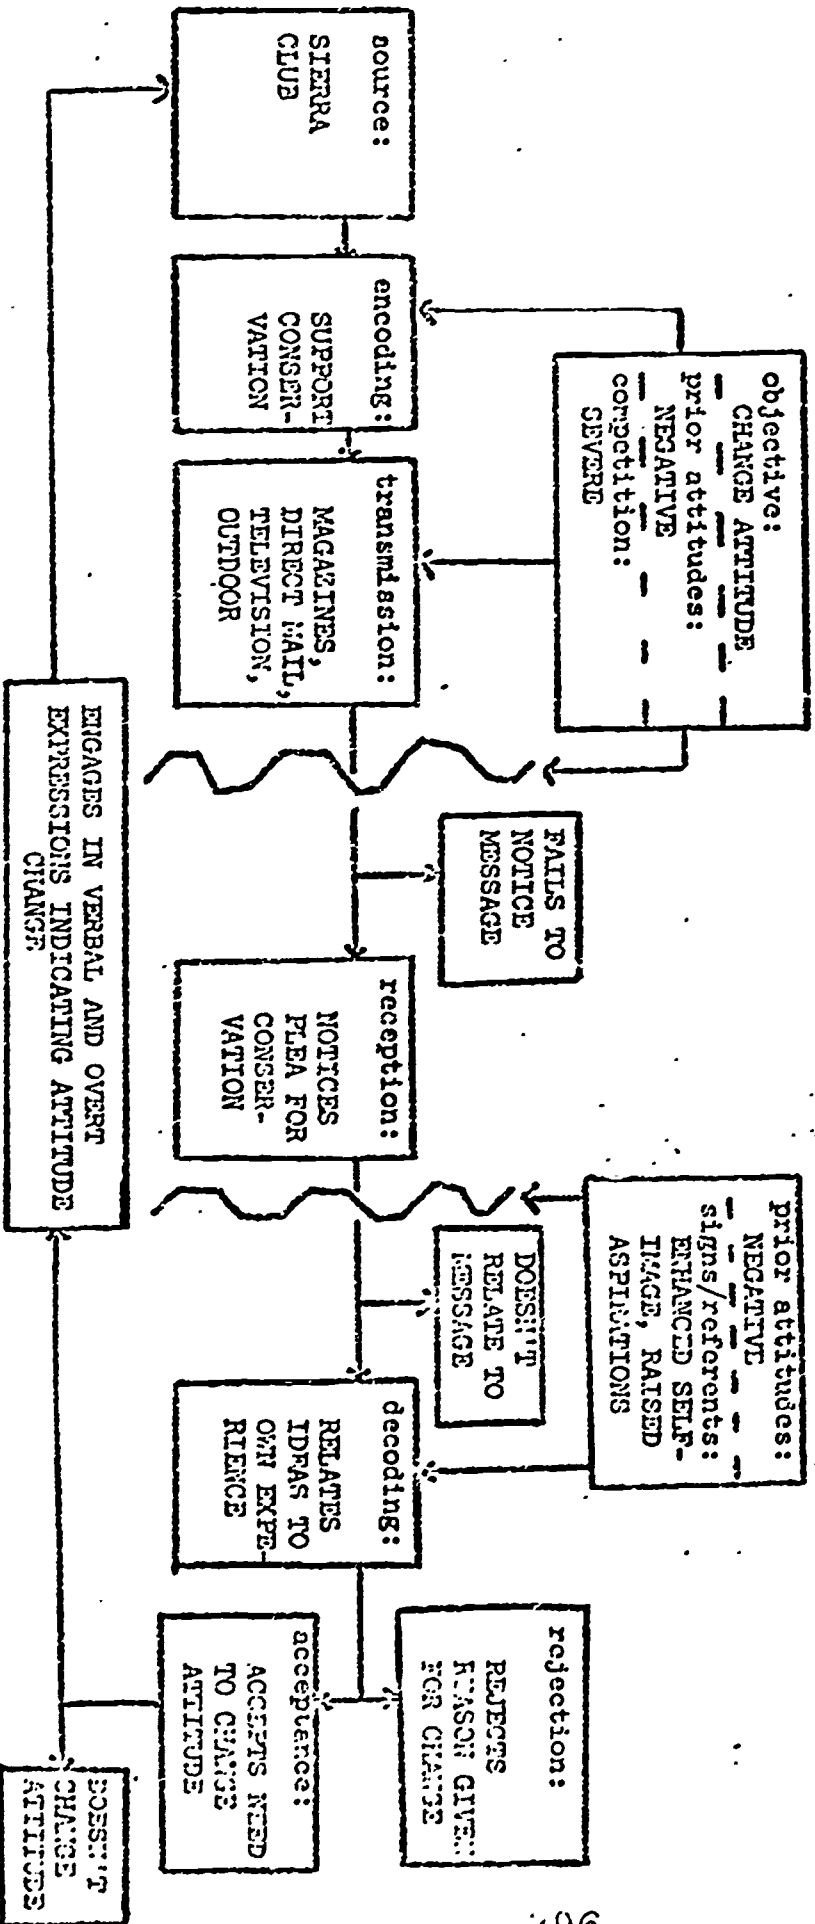 source:
SIERRA
CLUB
encoding:
SUPPORT
CONSER-
VATION
objective:
CHANGE ATTITUDE
prior attitudes:
NEGATIVE
competition:
SEVERE
transmission:
MAGAZINES,
DIRECT MAIL,
TELEVISION,
OUTDOOR
FAILS TO
NOTICE
MESSAGE
reception:
NOTICES
PLEA FOR
CONSER-
VATION
prior attitudes:
NEGATIVE
signs/referents:
ENHANCED SELF-
IMAGE, RAISED
ASPIRATIONS
DOESN'T
RELATE TO
MESSAGE
decoding:
RELATES
IDEAS TO
OWN EXPE-
RIENCE
rejection:
REJECTS
REASON GIVEN
FOR CHANGE
acceptance:
ACCEPTS NEED
TO CHANGE
ATTITUDE
DOESN'T
CHANGE
ATTITUDE
ENGAGES IN VERBAL AND OVERT
EXPRESSIONS INDICATING ATTITUDE
CHANGE